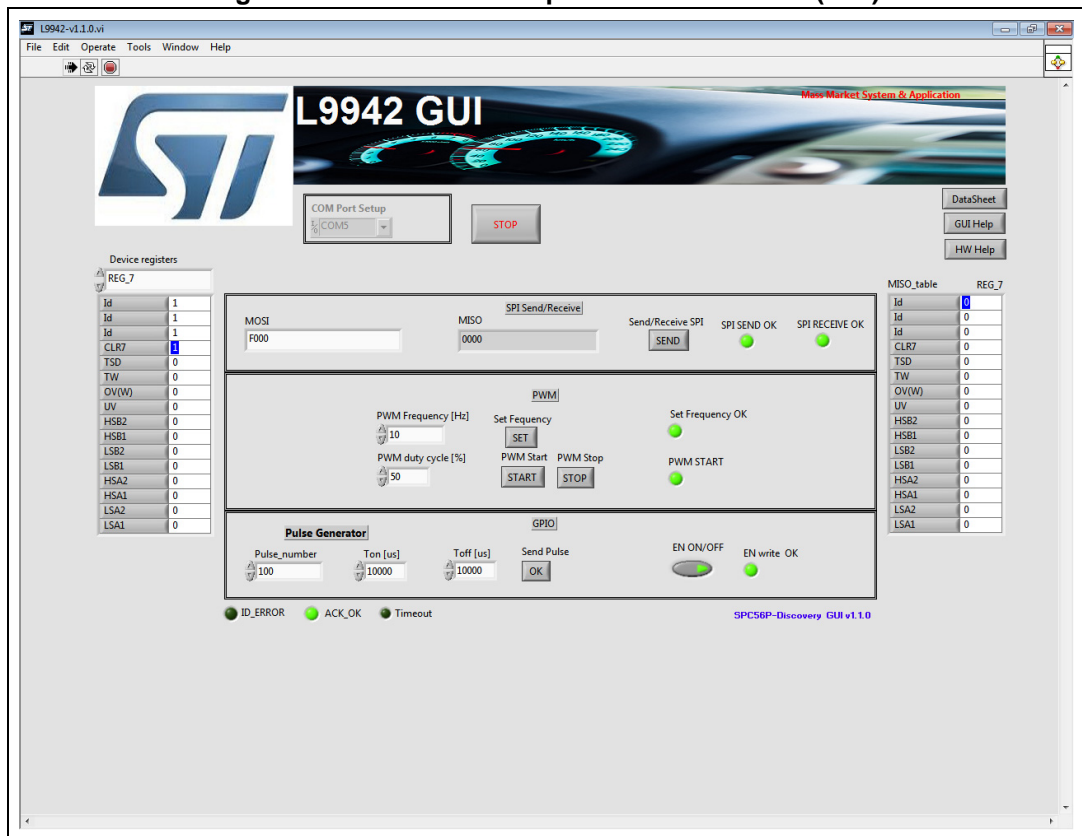 L9942-v1.1.0.vi
File Edit Operate Tools Window Help
L9942 GUI
Mass Market System & Application
COM Port Setup
COM5
STOP
DataSheet
GUI Help
HW Help
Device registers
REG_7
Id 1
Id 1
Id 1
CLR7 1
TSD 0
TW 0
OV(W) 0
UV 0
HSB2 0
HSB1 0
LSB2 0
LSB1 0
HSA2 0
HSA1 0
LSA2 0
LSA1 0
SPI Send/Receive
MOSI
F000
MISO
0000
Send/Receive SPI
SEND
SPI SEND OK
SPI RECEIVE OK
PWM
PWM Frequency [Hz]
10
Set Fequency
SET
Set Frequency OK
PWM duty cycle [%]
50
PWM Start PWM Stop
START STOP
PWM START
GPIO
Pulse Generator
Pulse_number
100
Ton [us]
10000
Toff [us]
10000
Send Pulse
OK
EN ON/OFF
EN write OK
ID_ERROR ACK_OK Timeout
SPC56P-Discovery GUI v1.1.0
MISO_table REG_7
Id 0
Id 0
Id 0
CLR7 0
TSD 0
TW 0
OV(W) 0
UV 0
HSB2 0
HSB1 0
LSB2 0
LSB1 0
HSA2 0
HSA1 0
LSA2 0
LSA1 0